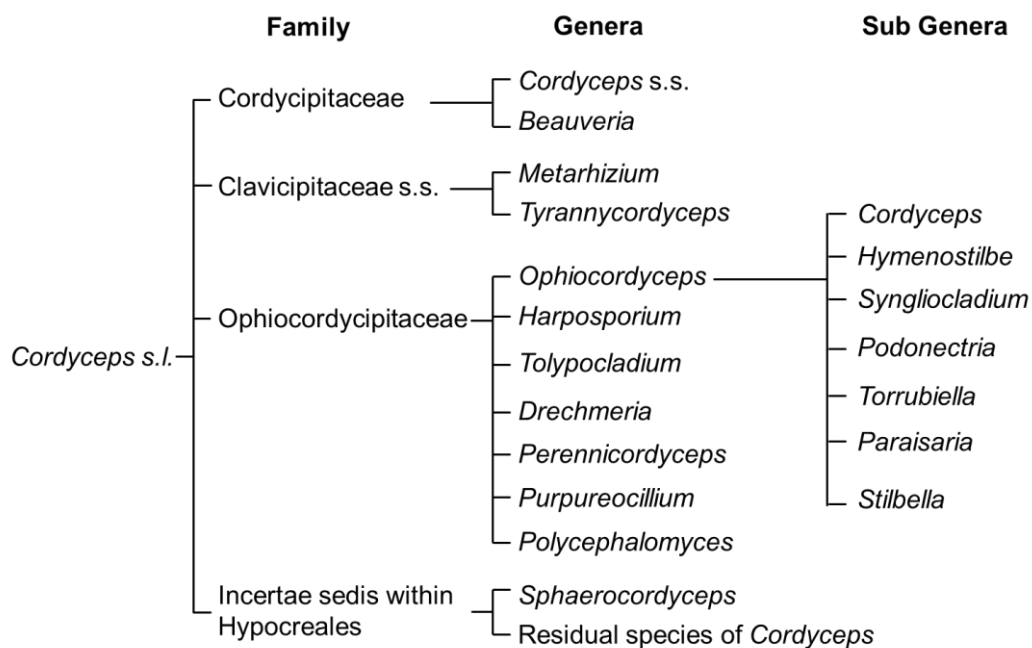 Family Genera Sub Genera
Cordyceps s.l.
Cordycipitaceae
Cordyceps s.s.
Beauveria
Clavicipitaceae s.s.
Metarhizium
Tyrannycordyceps
Ophiocordycipitaceae
Ophiocordyceps
Harposporium
Tolypocladium
Drechmeria
Perennicordyceps
Purpureocillium
Polycephalomyces
Cordyceps
Hymenostilbe
Syngliocladium
Podonectria
Torrubiella
Paraisaria
Stilbella
Incertae sedis within
Hypocreales
Sphaerocordyceps
Residual species of Cordyceps